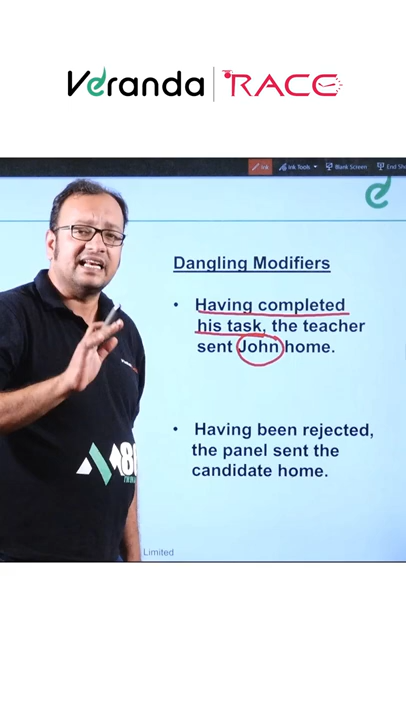 Veranda RACE
Ink Ink Tools Blank Screen End Sho
Dangling Modifiers
• Having completed
his task, the teacher
sent John home.
• Having been rejected,
the panel sent the
candidate home.
Limited